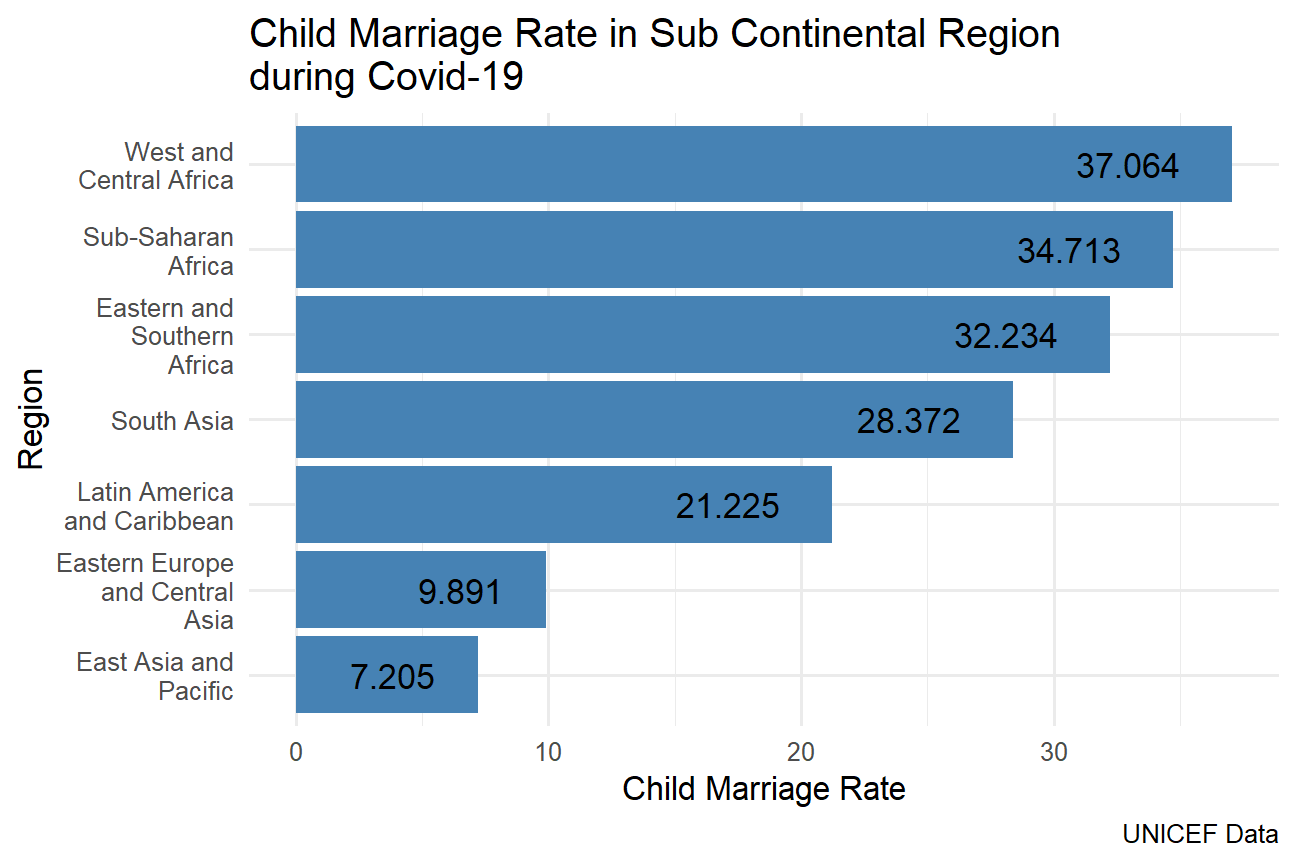 Child Marriage Rate in Sub Continental Region
during Covid-19
West and
Central Africa
37.064
Sub-Saharan
Africa
34.713
Eastern and
Southern
Africa
32.234
South Asia
28.372
Latin America
and Caribbean
21.225
Eastern Europe
and Central
Asia
9.891
East Asia and
Pacific
7.205
Region
0 10 20 30
Child Marriage Rate
UNICEF Data